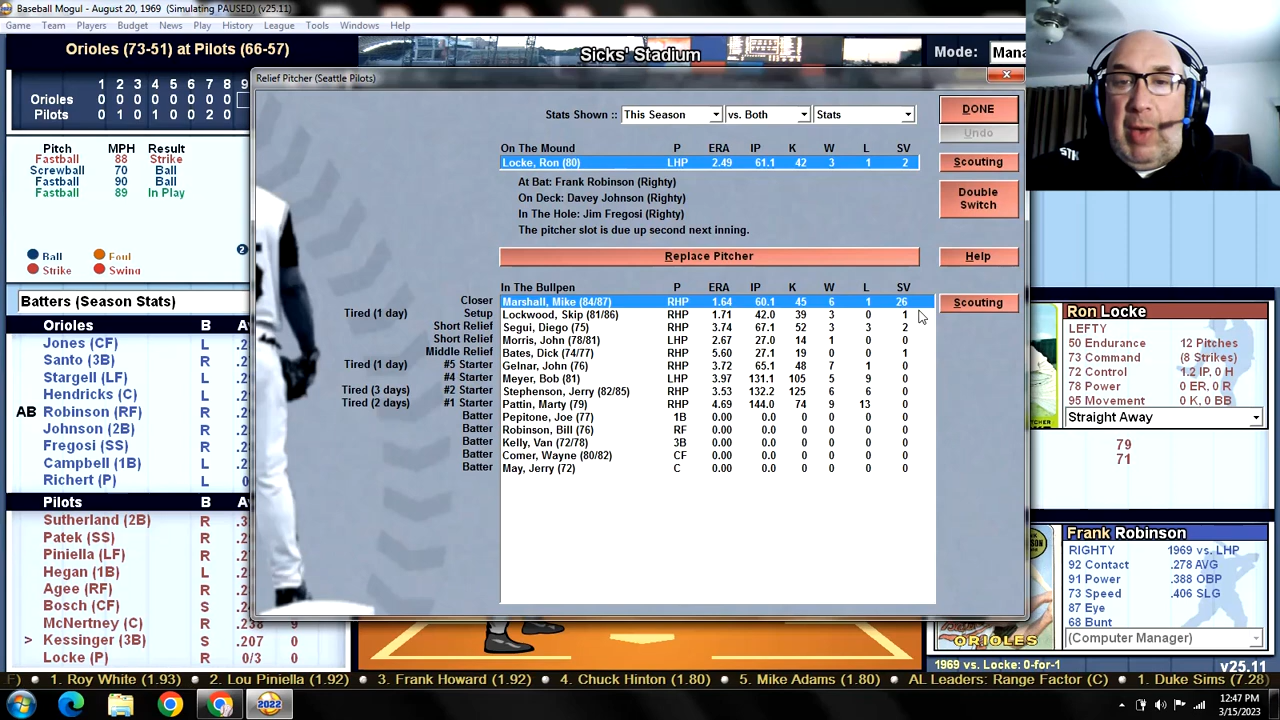 Baseball Mogul - August 20, 1969 (Simulating PAUSED) (v25.11)
Game Team Players Budget News Play History League Tools Windows Help
Orioles (73-51) at Pilots (66-57)
Sicks' Stadium
Mode:
1 2 3 4 5 6 7 8 9
Orioles 0 0 0 0 0 0 0 0
Pilots 0 1 0 1 0 0 2 0
Pitch MPH Result
Fastball 88 Strike
Screwball 70 Ball
Fastball 90 Ball
Fastball 89 In Play
Ball Foul
Strike Swing
2
Batters (Season Stats)
Orioles B
Jones (CF) L
Santo (3B) R
Stargell (LF) L
Hendricks (C) L
AB Robinson (RF) R
Johnson (2B) R
Fregosi (SS) R
Campbell (1B) L
Richert (P) L
Pilots B
Sutherland (2B) R
Patek (SS) R
Piniella (LF) R
Hegan (1B) L
Agee (RF) R
Bosch (CF) S
McNertney (C) R .238 9
> Kessinger (3B) S .207 0
Locke (P) R 0/3 0
Relief Pitcher (Seattle Pilots)
Stats Shown :: This Season vs. Both Stats
On The Mound P ERA IP K W L SV
Locke, Ron (80) LHP 2.49 61.1 42 3 1 2
At Bat: Frank Robinson (Righty)
On Deck: Davey Johnson (Righty)
In The Hole: Jim Fregosi (Righty)
The pitcher slot is due up second next inning.
Replace Pitcher
In The Bullpen P ERA IP K W L SV
Closer Marshall, Mike (84/87) RHP 1.64 60.1 45 6 1 26
Tired (1 day) Setup Lockwood, Skip (81/86) RHP 1.71 42.0 39 3 0 1
Short Relief Segui, Diego (75) RHP 3.74 67.1 52 3 3 2
Short Relief Morris, John (78/81) LHP 2.67 27.0 14 1 0 0
Middle Relief Bates, Dick (74/77) RHP 5.60 27.1 19 0 0 1
Tired (1 day) #5 Starter Gelnar, John (76) RHP 3.72 65.1 48 7 1 0
#4 Starter Meyer, Bob (81) LHP 3.97 131.1 105 5 9 0
Tired (3 days) #2 Starter Stephenson, Jerry (82/85) RHP 3.53 132.2 125 6 6 0
Tired (2 days) #1 Starter Pattin, Marty (79) RHP 4.69 144.0 74 9 13 0
Batter Pepitone, Joe (77) 1B 0.00 0.0 0 0 0 0
Batter Robinson, Bill (76) RF 0.00 0.0 0 0 0 0
Batter Kelly, Van (72/78) 3B 0.00 0.0 0 0 0 0
Batter Comer, Wayne (80/82) CF 0.00 0.0 0 0 0 0
Batter May, Jerry (72) C 0.00 0.0 0 0 0 0
DONE
Undo
Scouting
Double Switch
Help
Scouting
STK
Ron Locke
LEFTY
50 Endurance 12 Pitches
73 Command (8 Strikes)
72 Control 1.2 IP, 0 H
78 Power 0 ER, 0 R
95 Movement 0 K, 0 BB
Straight Away
79
71
Frank Robinson
RIGHTY 1969 vs. LHP
92 Contact .278 AVG
91 Power .388 OBP
73 Speed .406 SLG
87 Eye
68 Bunt
(Computer Manager)
ORIOLES
1969 vs. Locke: 0-for-1 v25.11
F) • 1. Roy White (1.93) • 2. Lou Piniella (1.92) • 3. Frank Howard (1.92) • 4. Chuck Hinton (1.80) • 5. Mike Adams (1.80) • AL Leaders: Range Factor (C) • 1. Duke Sims (7.28)
2022
12:47 PM
3/15/2023